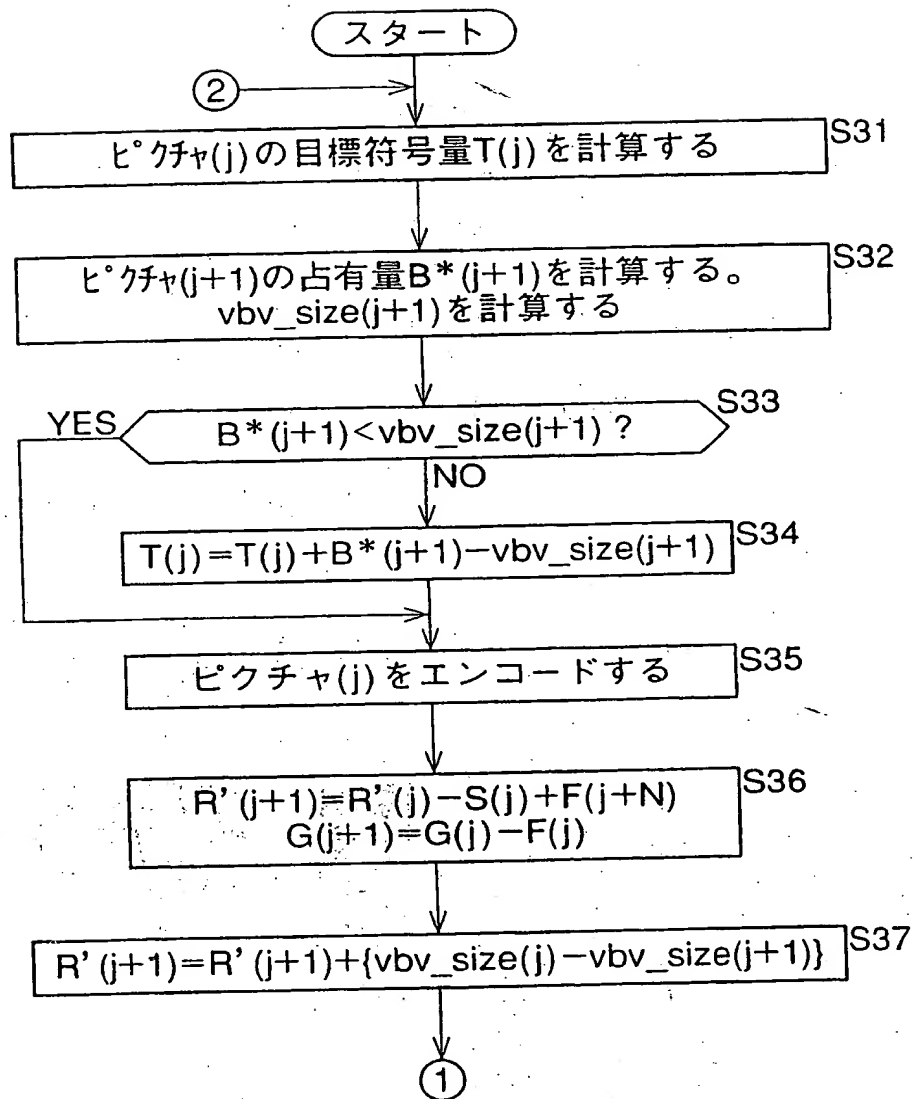 スタート
②
S31
ピクチャ(j)の目標符号量T(j)を計算する
S32
ピクチャ(j+1)の占有量B*(j+1)を計算する。
vbv_size(j+1)を計算する
S33
YES
B*(j+1)<vbv_size(j+1)?
NO
S34
T(j)=T(j)+B*(j+1)−vbv_size(j+1)
S35
ピクチャ(j)をエンコードする
S36
R'(j+1)=R'(j)−S(j)+F(j+N)
G(j+1)=G(j)−F(j)
S37
R'(j+1)=R'(j+1)+{vbv_size(j)−vbv_size(j+1)}
①